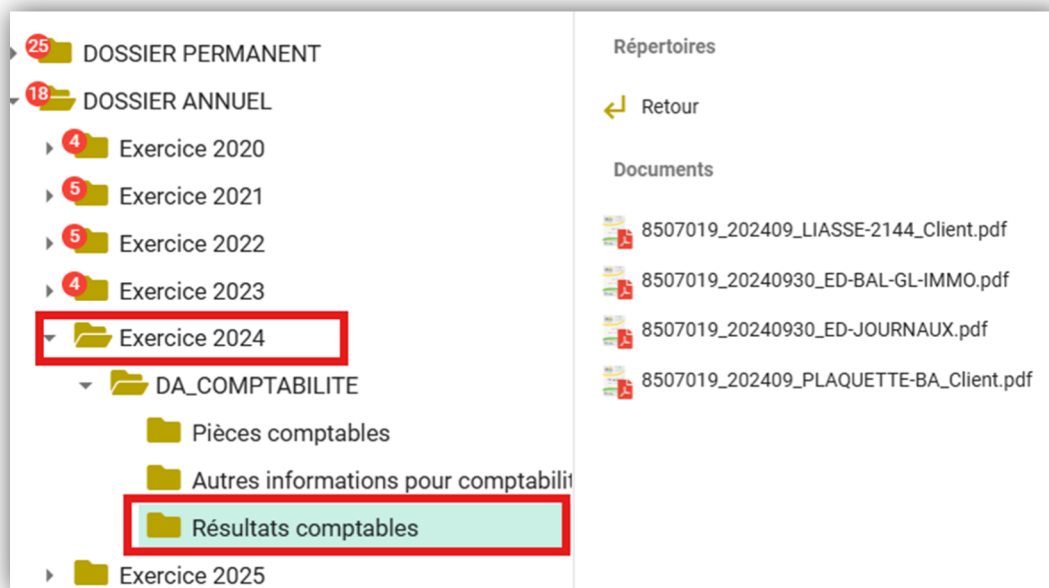 25 DOSSIER PERMANENT
18 DOSSIER ANNUEL
4 Exercice 2020
5 Exercice 2021
5 Exercice 2022
4 Exercice 2023
Exercice 2024
DA_COMPTABILITE
Pièces comptables
Autres informations pour comptabilit
Résultats comptables
Exercice 2025
Répertoires
Retour
Documents
8507019_202409_LIASSE-2144_Client.pdf
8507019_20240930_ED-BAL-GL-IMMO.pdf
8507019_20240930_ED-JOURNAUX.pdf
8507019_202409_PLAQUETTE-BA_Client.pdf